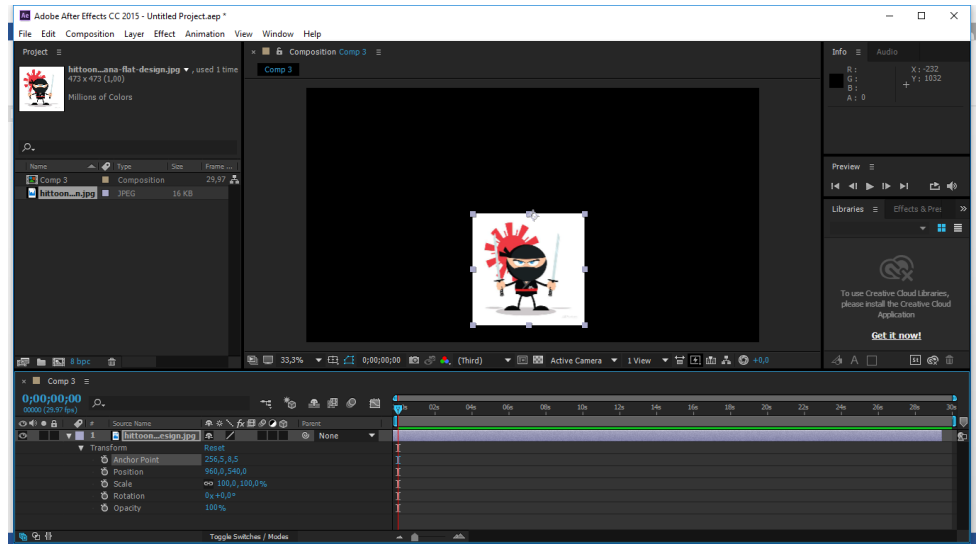 Ae Adobe After Effects CC 2015 - Untitled Project.aep *
File Edit Composition Layer Effect Animation View Window Help
Project
hittoon...ana-flat-design.jpg ▼ , used 1 time
473 x 473 (1,00)
Millions of Colors
Name Type Size Frame ...
Comp 3 Composition 29,97
hittoon...n.jpg JPEG 16 KB
8 bpc
Composition Comp 3
Comp 3
33,3% 0;00;00;00 (Third) Active Camera 1 View +0,0
Info Audio
R : X : -232
G : Y : 1032
B :
A : 0
Preview
Libraries Effects & Pre:
To use Creative Cloud Libraries,
please install the Creative Cloud
Application
Get it now!
St
Comp 3
0;00;00;00
00000 (29.97 fps)
02s 04s 06s 08s 10s 12s 14s 16s 18s 20s 22s 24s 26s 28s 30s
# Source Name Parent
1 [hittoon...esign.jpg] None
Transform Reset
Anchor Point 256,5,8,5
Position 960,0,540,0
Scale 100,0,100,0%
Rotation 0x+0,0°
Opacity 100%
Toggle Switches / Modes